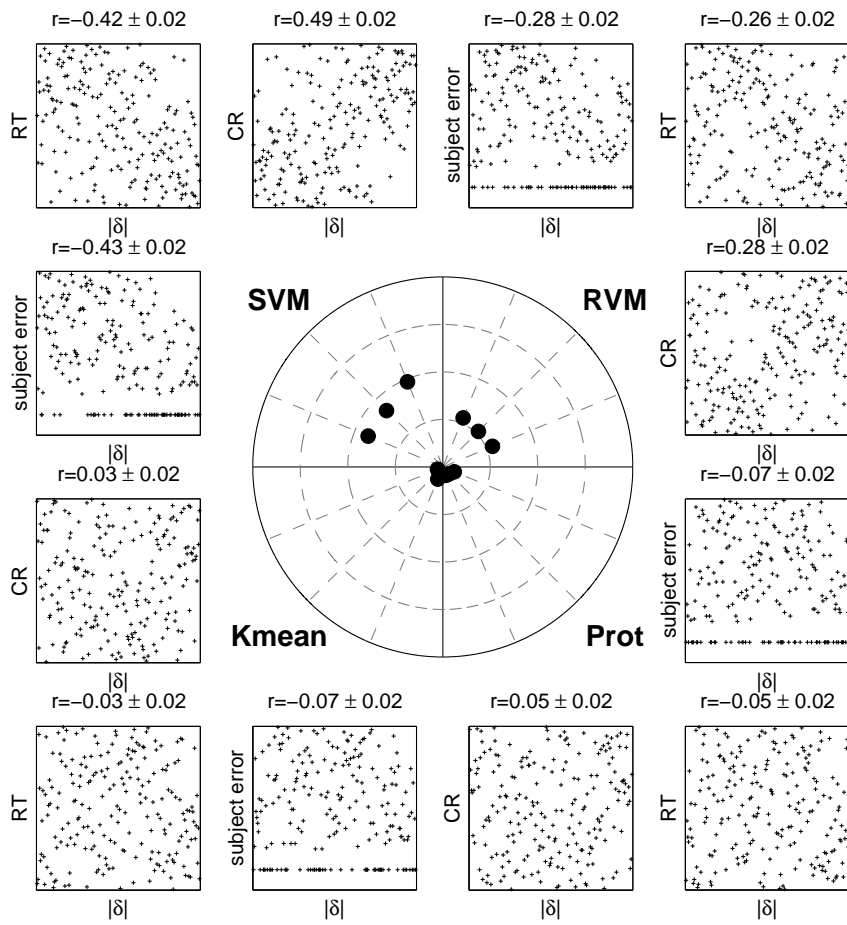 r=−0.42 ± 0.02
r=0.49 ± 0.02
r=−0.28 ± 0.02
r=−0.26 ± 0.02
RT
CR
subject error
RT
|δ|
|δ|
|δ|
|δ|
r=−0.43 ± 0.02
r=0.28 ± 0.02
SVM
RVM
subject error
CR
|δ|
|δ|
r=0.03 ± 0.02
r=−0.07 ± 0.02
CR
subject error
Kmean
Prot
|δ|
|δ|
r=−0.03 ± 0.02
r=−0.07 ± 0.02
r=0.05 ± 0.02
r=−0.05 ± 0.02
RT
subject error
CR
RT
|δ|
|δ|
|δ|
|δ|